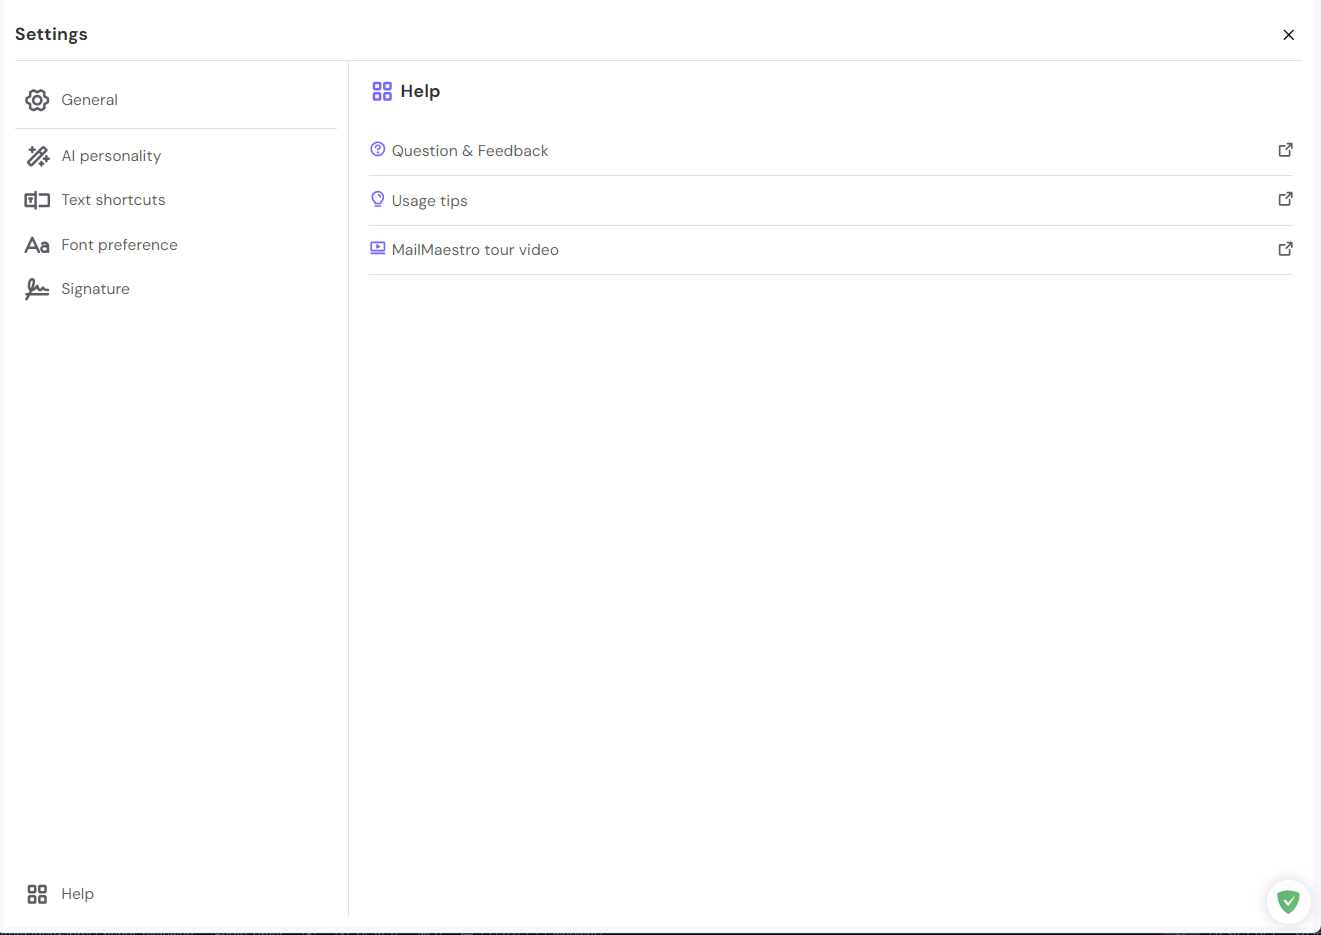 Settings
General
AI personality
Text shortcuts
Font preference
Signature
Help
Help
Question & Feedback
Usage tips
MailMaestro tour video